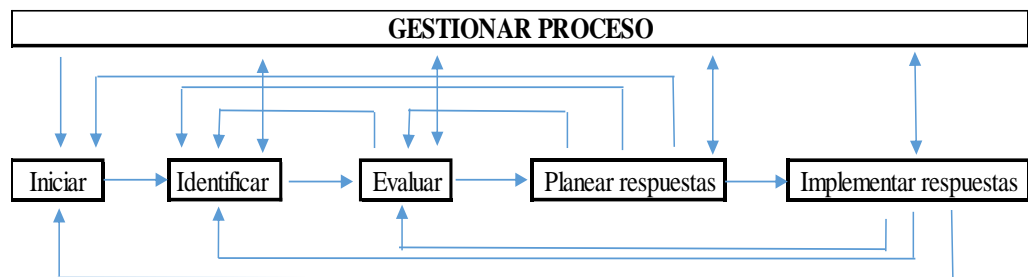 GESTIONAR PROCESO
Iniciar
Identificar
Evaluar
Planear respuestas
Implementar respuestas